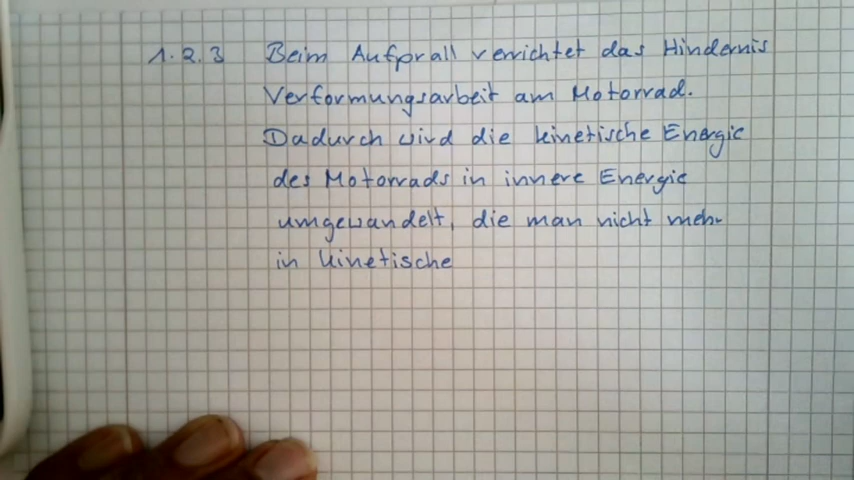 1.2.3 Beim Aufprall verrichtet das Hindernis
Verformungsarbeit am Motorrad.
Dadurch wird die kinetische Energie
des Motorrads in innere Energie
umgewandelt, die man nicht mehr
in kinetische